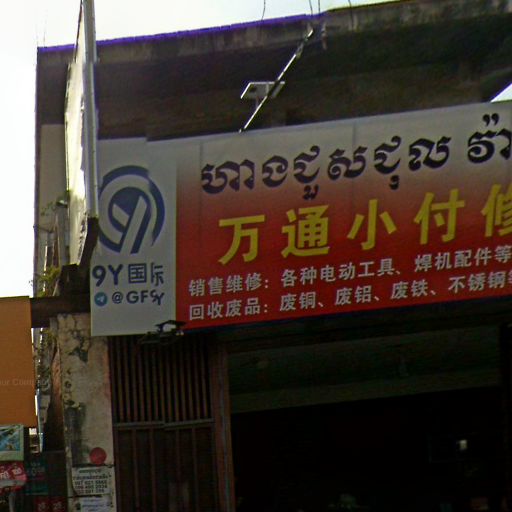 ហាងជួសជុល វ៉ា
万通小付修
销售维修：各种电动工具、焊机配件等
回收废品：废铜、废铝、废铁、不锈钢
9Y国际
@GF9Y